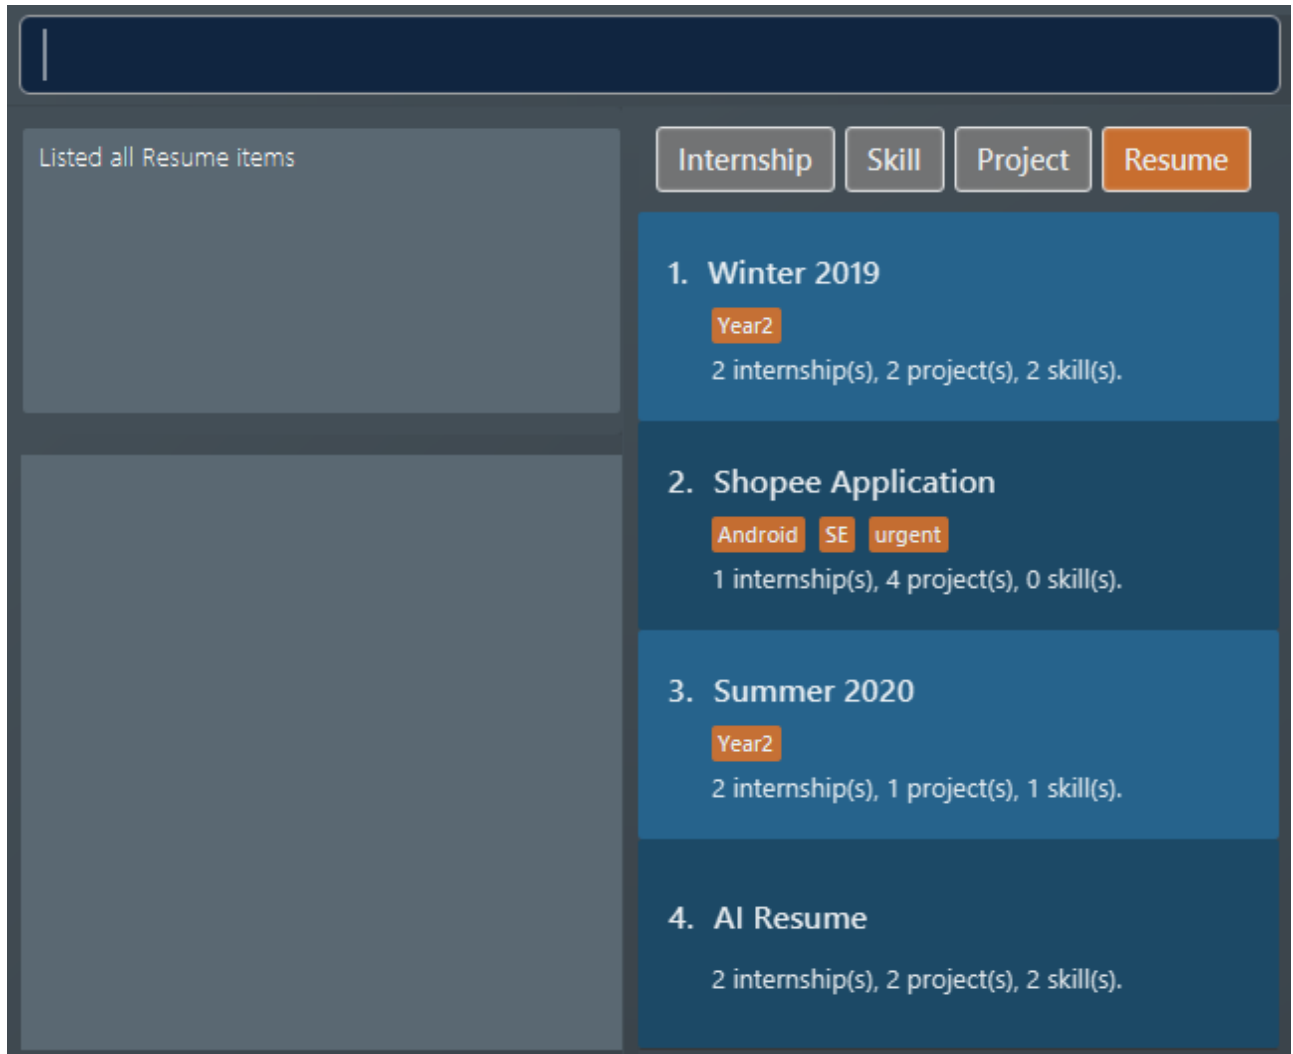 Listed all Resume items
Internship Skill Project Resume
1. Winter 2019
Year2
2 internship(s), 2 project(s), 2 skill(s).
2. Shopee Application
Android SE urgent
1 internship(s), 4 project(s), 0 skill(s).
3. Summer 2020
Year2
2 internship(s), 1 project(s), 1 skill(s).
4. AI Resume
2 internship(s), 2 project(s), 2 skill(s).